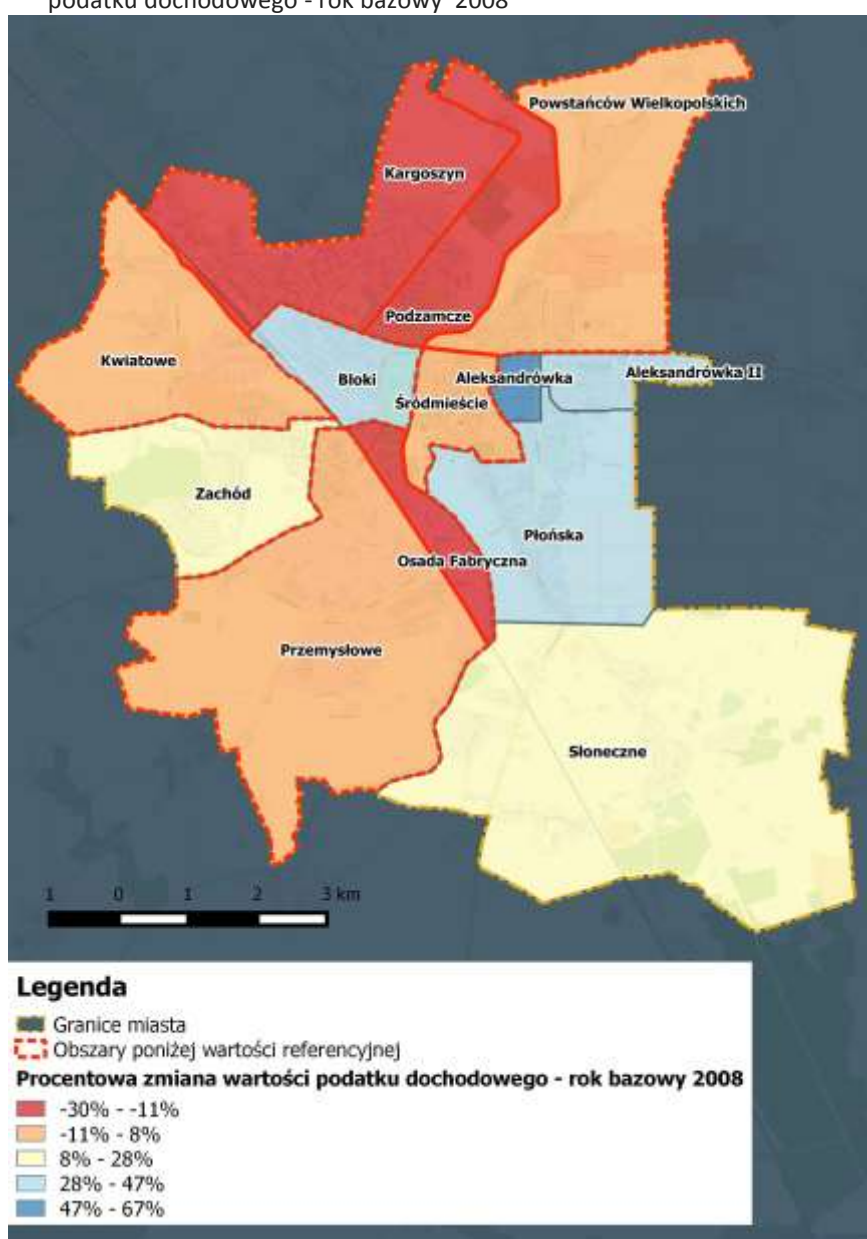 podatku dochodowego - rok bazowy 2008
Powstańców Wielkopolskich
Kargoszyn
Podzamcze
Kwiatowe
Bloki
Aleksandrówka
Aleksandrówka II
Śródmieście
Zachód
Płońska
Osada Fabryczna
Przemysłowe
Słoneczne
1 0 1 2 3 km
Legenda
Granice miasta
Obszary poniżej wartości referencyjnej
Procentowa zmiana wartości podatku dochodowego - rok bazowy 2008
-30% - -11%
-11% - 8%
8% - 28%
28% - 47%
47% - 67%